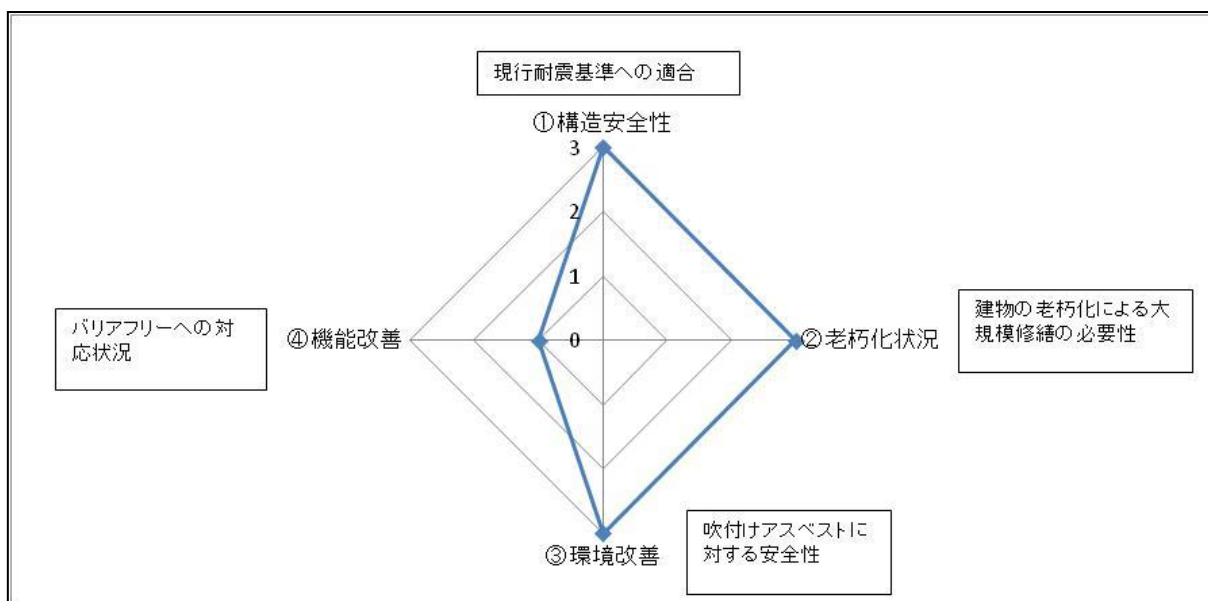 現行耐震基準への適合
①構造安全性
3
2
1
0
バリアフリーへの対
応状況
④機能改善
②老朽化状況
建物の老朽化による大
規模修繕の必要性
③環境改善
吹付けアスベストに
対する安全性